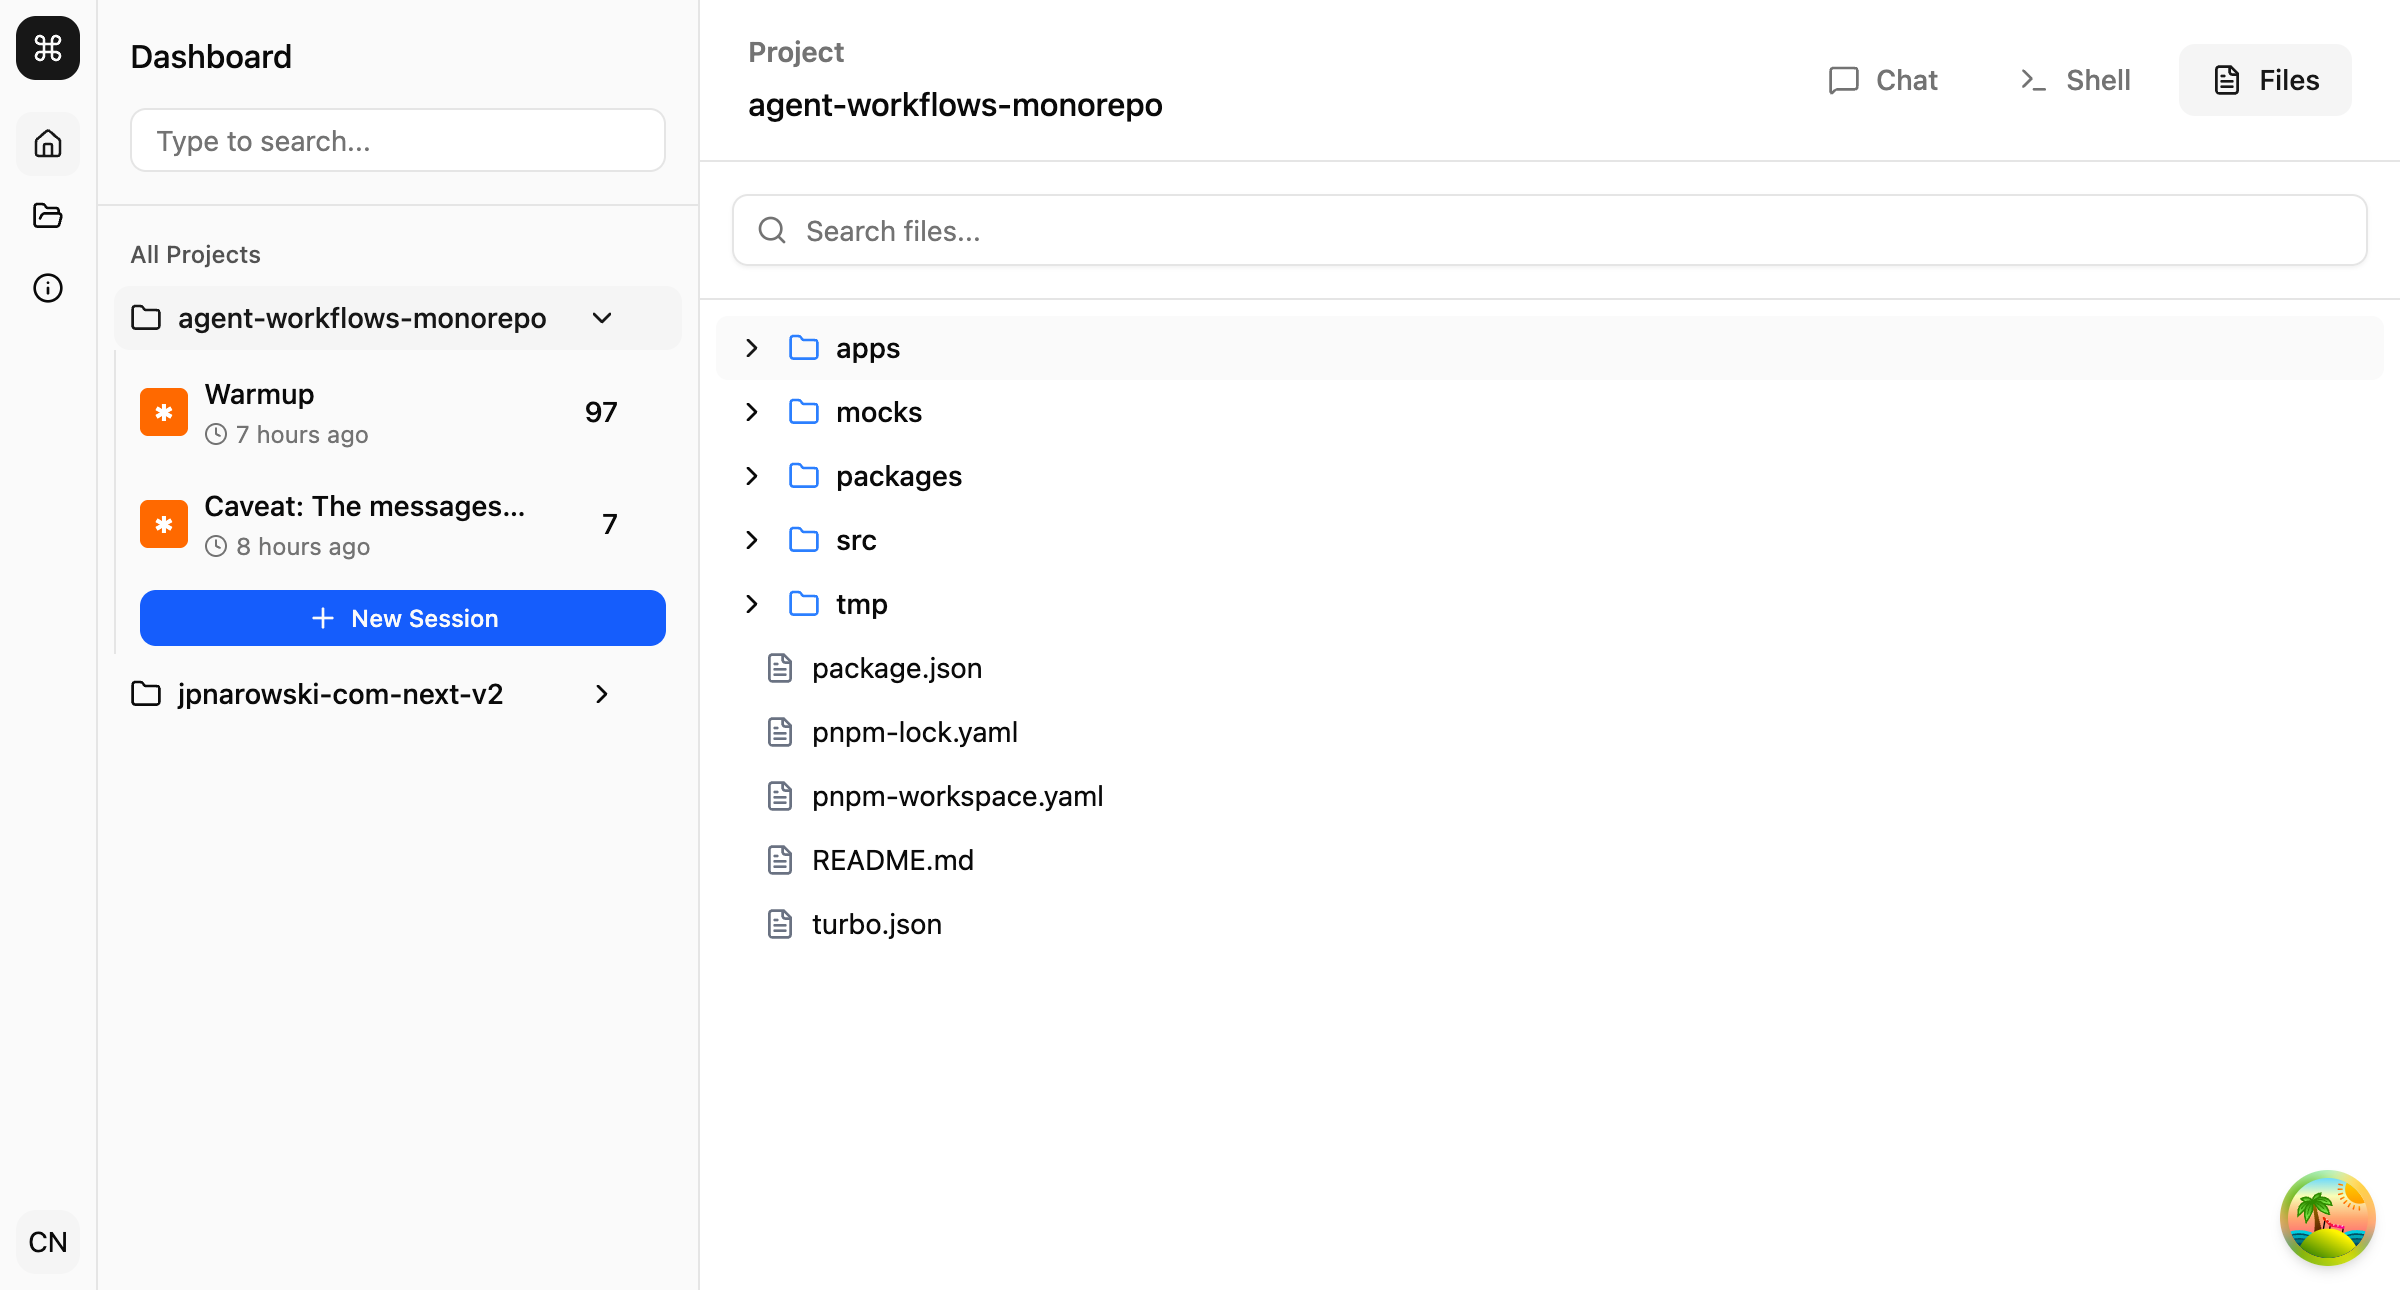 Dashboard
Type to search...
All Projects
agent-workflows-monorepo
Warmup
7 hours ago
97
Caveat: The messages...
8 hours ago
7
New Session
jpnarowski-com-next-v2
CN
Project
agent-workflows-monorepo
Chat
Shell
Files
Search files...
apps
mocks
packages
src
tmp
package.json
pnpm-lock.yaml
pnpm-workspace.yaml
README.md
turbo.json